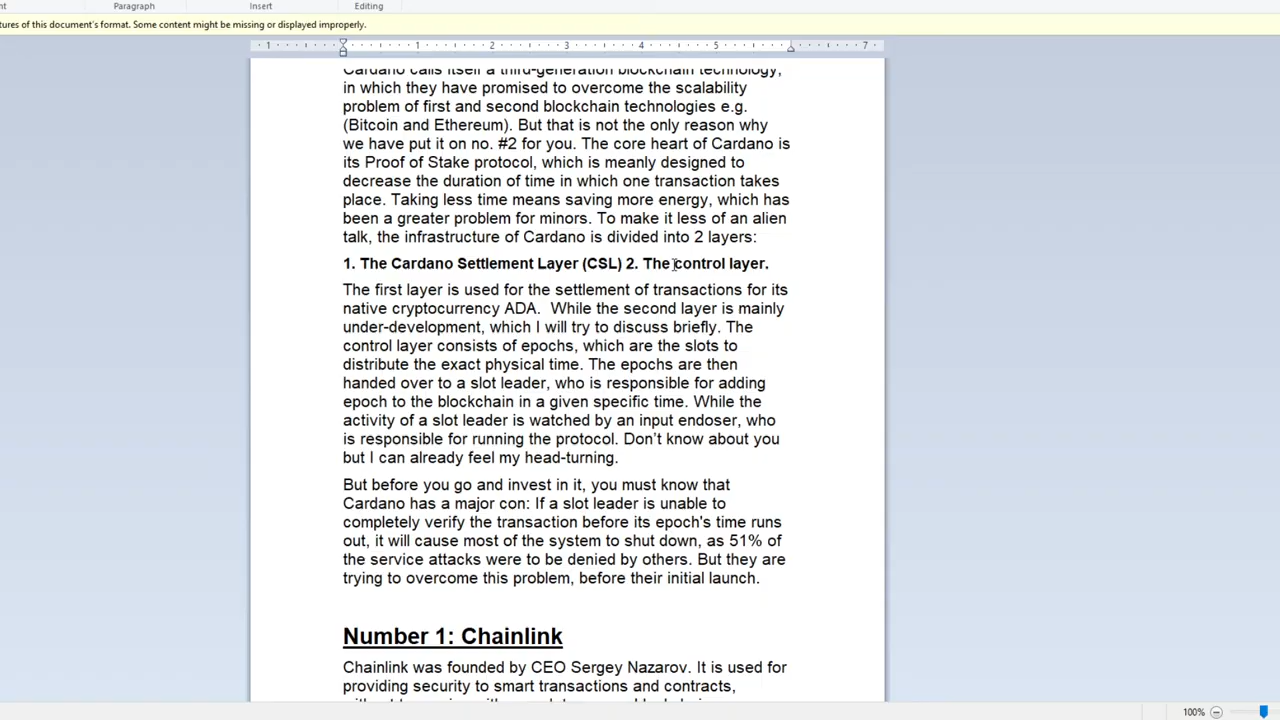 Paragraph Insert Editing
tures of this document's format. Some content might be missing or displayed improperly.
1 1 2 3 4 5 7
Cardano calls itself a third-generation blockchain technology,
in which they have promised to overcome the scalability
problem of first and second blockchain technologies e.g.
(Bitcoin and Ethereum). But that is not the only reason why
we have put it on no. #2 for you. The core heart of Cardano is
its Proof of Stake protocol, which is meanly designed to
decrease the duration of time in which one transaction takes
place. Taking less time means saving more energy, which has
been a greater problem for minors. To make it less of an alien
talk, the infrastructure of Cardano is divided into 2 layers:
1. The Cardano Settlement Layer (CSL) 2. The control layer.
The first layer is used for the settlement of transactions for its
native cryptocurrency ADA.  While the second layer is mainly
under-development, which I will try to discuss briefly. The
control layer consists of epochs, which are the slots to
distribute the exact physical time. The epochs are then
handed over to a slot leader, who is responsible for adding
epoch to the blockchain in a given specific time. While the
activity of a slot leader is watched by an input endoser, who
is responsible for running the protocol. Don't know about you
but I can already feel my head-turning.
But before you go and invest in it, you must know that
Cardano has a major con: If a slot leader is unable to
completely verify the transaction before its epoch's time runs
out, it will cause most of the system to shut down, as 51% of
the service attacks were to be denied by others. But they are
trying to overcome this problem, before their initial launch.
Number 1: Chainlink
Chainlink was founded by CEO Sergey Nazarov. It is used for
providing security to smart transactions and contracts,
100%